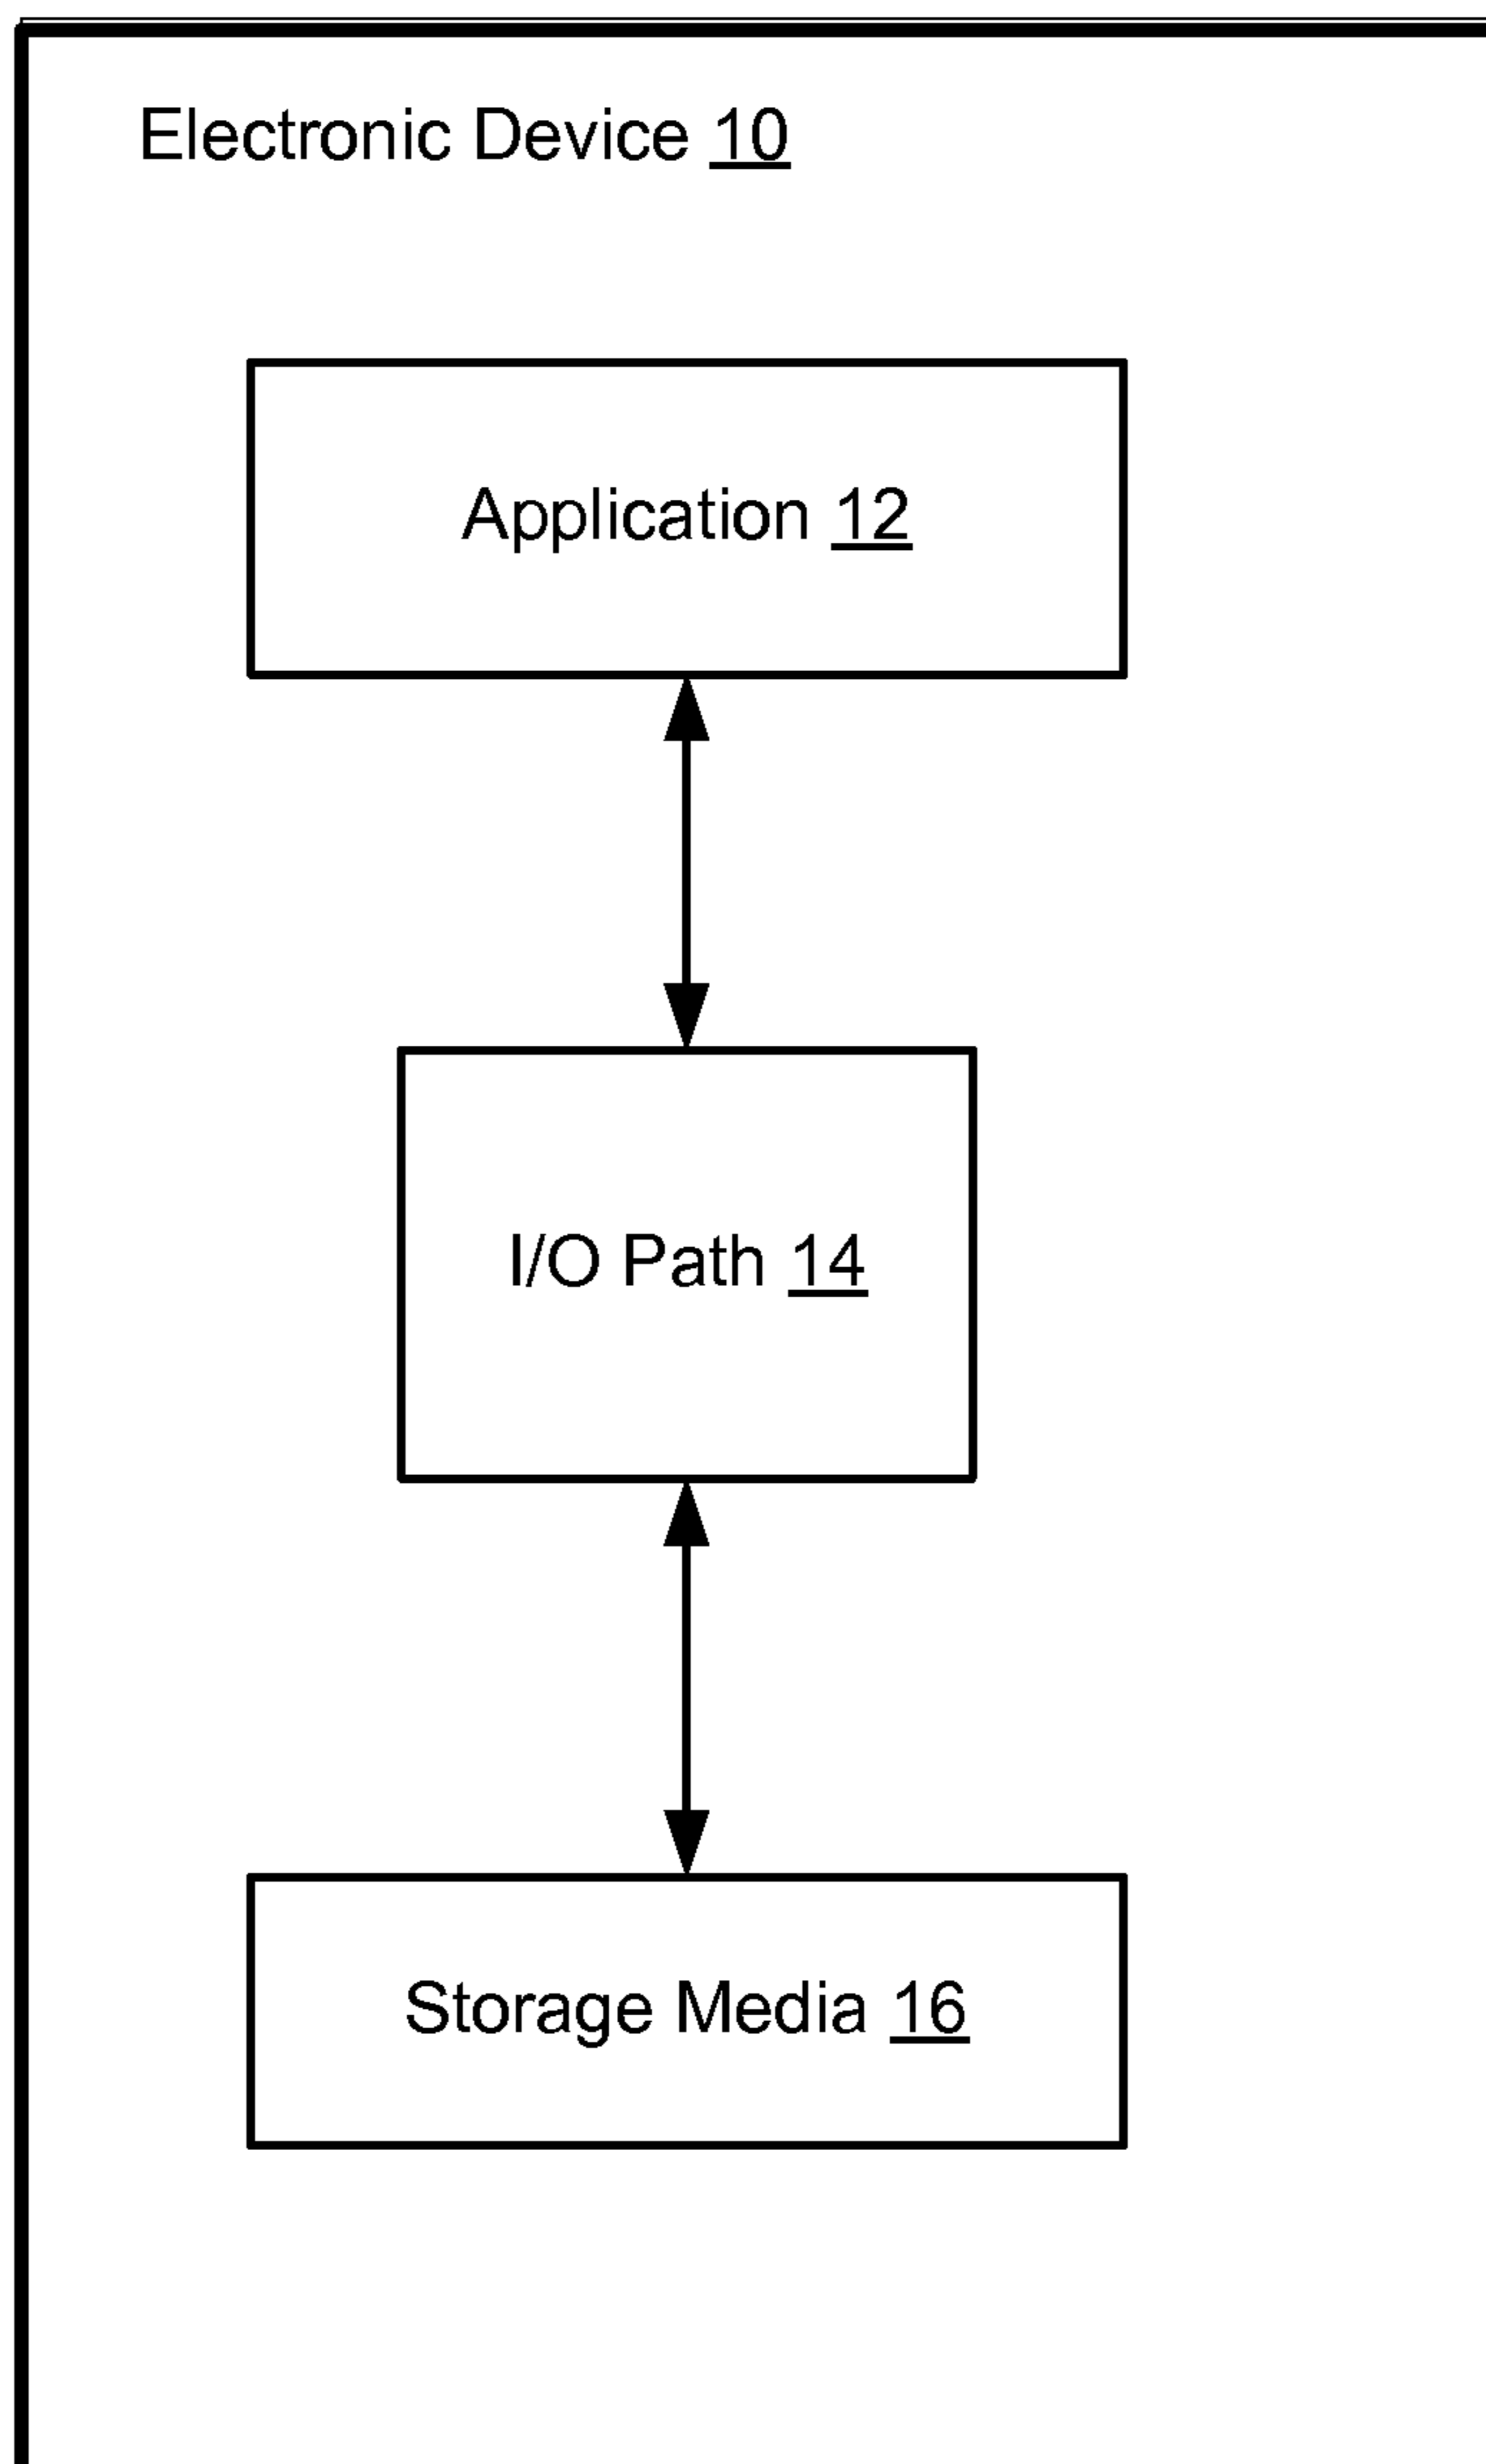 Electronic Device 10
Application 12
I/O Path 14
Storage Media 16